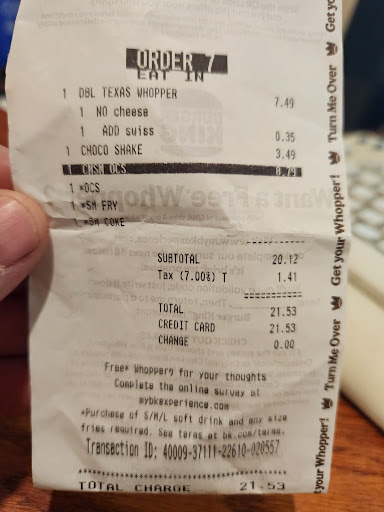 ORDER 7
EAT IN
1 DBL TEXAS WHOPPER 7.49
1 NO cheese
1 ADD swiss 0.35
1 CHOCO SHAKE 3.49
1 CHSM OCS 8.79
1 *OCS
1 *SM FRY
1 *SM COKE
SUBTOTAL 20.12
Tax (7.00%) T 1.41
TOTAL 21.53
CREDIT CARD 21.53
CHANGE 0.00
Free* Whopper? for your thoughts
Complete the online survey at
mybkexperience.com
*Purchase of S/M/L soft drink and any size
fries required. See terms at bk.com/terms.
Transaction ID: 40009-37111-22610-020557
TOTAL CHARGE 21.53
Get your Whopper! Turn Me Over Get your Whopper! Turn Me Over Get yo